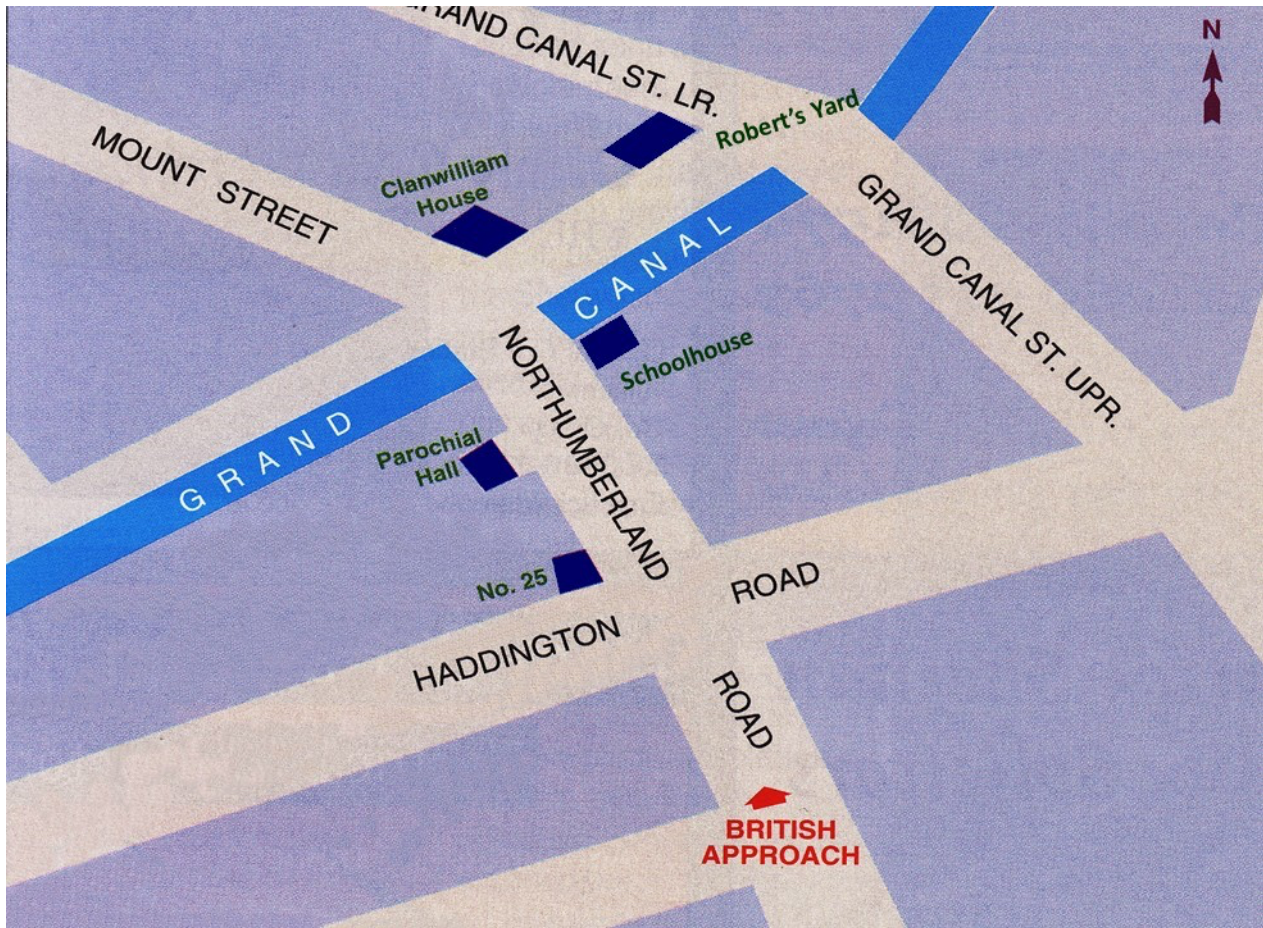 GRAND CANAL ST. LR.
N
Robert's Yard
MOUNT STREET
Clanwilliam
House
GRAND CANAL ST. UPR.
GRAND CANAL
Schoolhouse
NORTHUMBERLAND ROAD
Parochial
Hall
No. 25
HADDINGTON ROAD
BRITISH
APPROACH